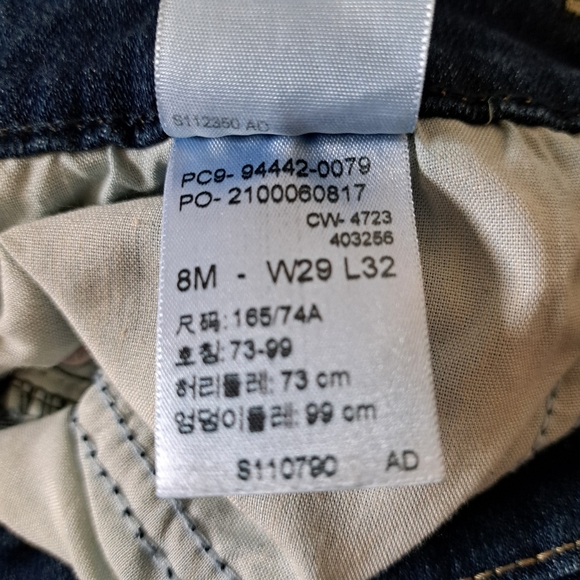 S112350 AD
PC9- 94442-0079
PO- 2100060817
CW- 4723
403256
8M - W29 L32
尺码: 165/74A
호칭: 73-99
허리둘레: 73 cm
엉덩이둘레: 99 cm
S110790 AD